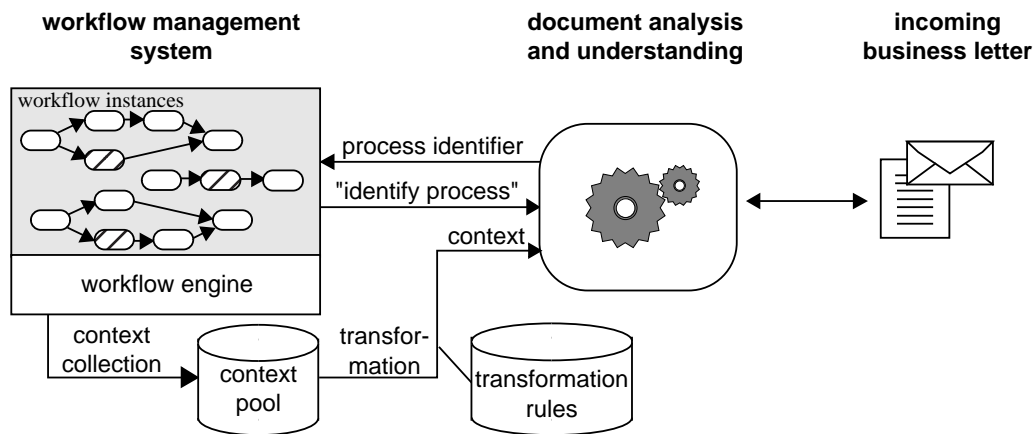 workflow management
system
document analysis
and understanding
incoming
business letter
workflow instances
process identifier
"identify process"
context
workflow engine
context
collection
context
pool
transfor-
mation
transformation
rules